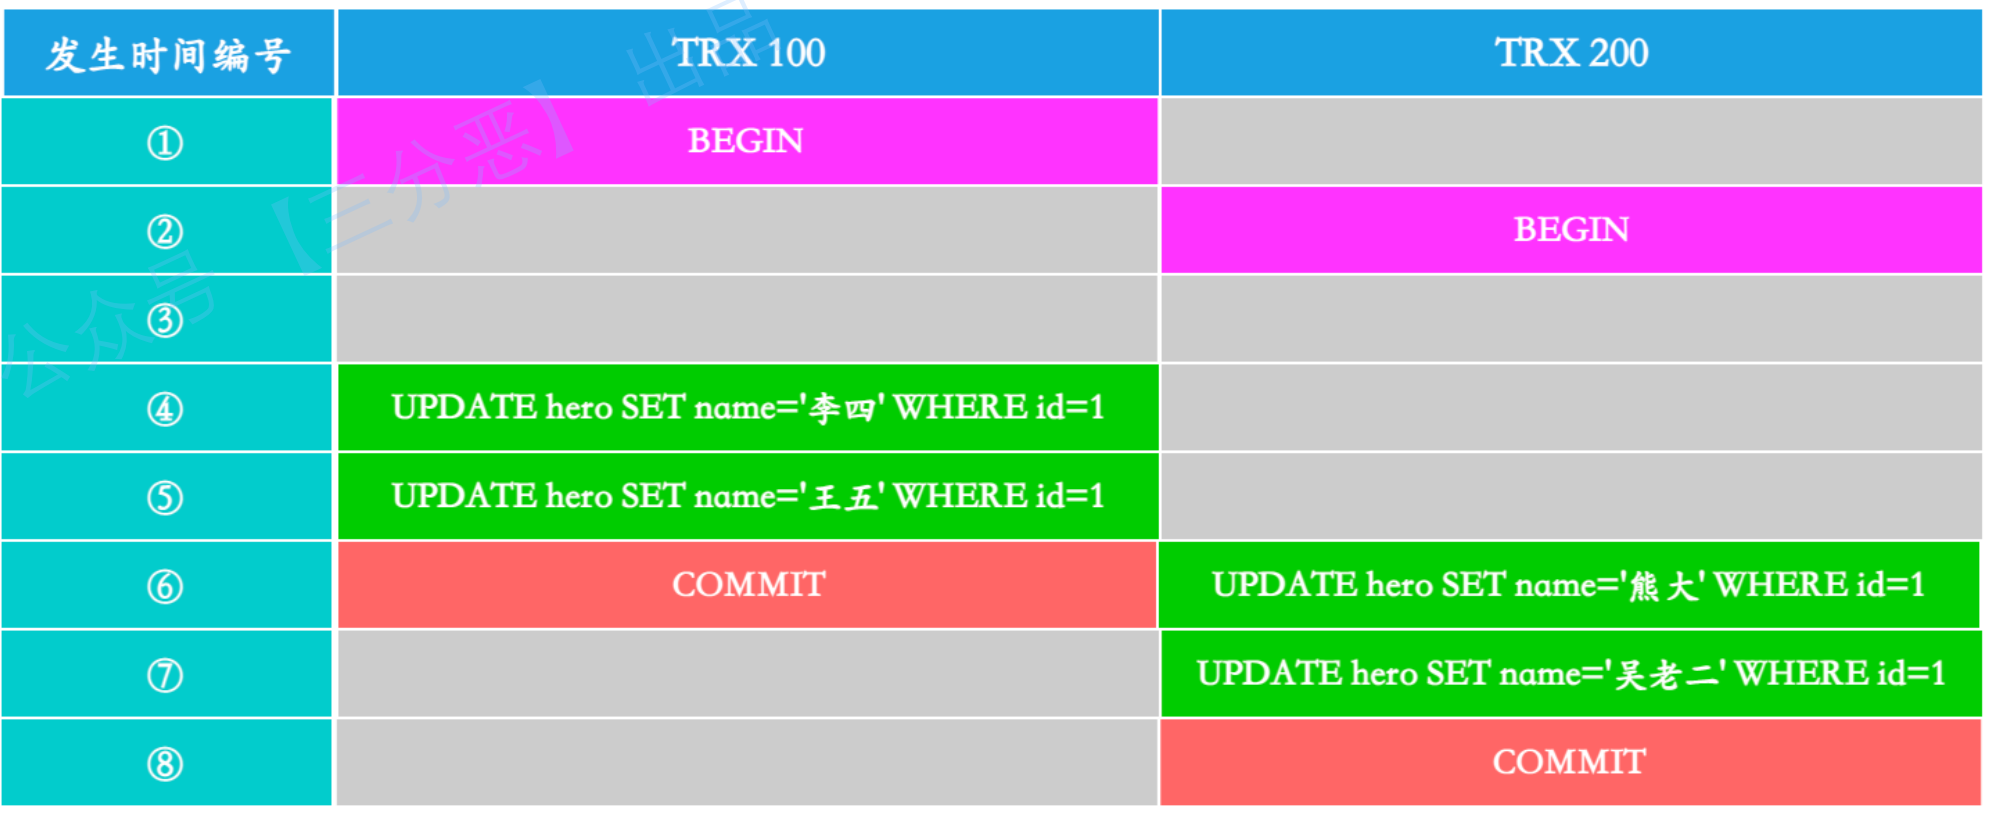 发生时间编号 TRX 100 TRX 200
① BEGIN
② BEGIN
③
④ UPDATE hero SET name='李四' WHERE id=1
⑤ UPDATE hero SET name='王五' WHERE id=1
⑥ COMMIT UPDATE hero SET name='熊大' WHERE id=1
⑦ UPDATE hero SET name='吴老二' WHERE id=1
⑧ COMMIT
公众号 【三分恶】 出品